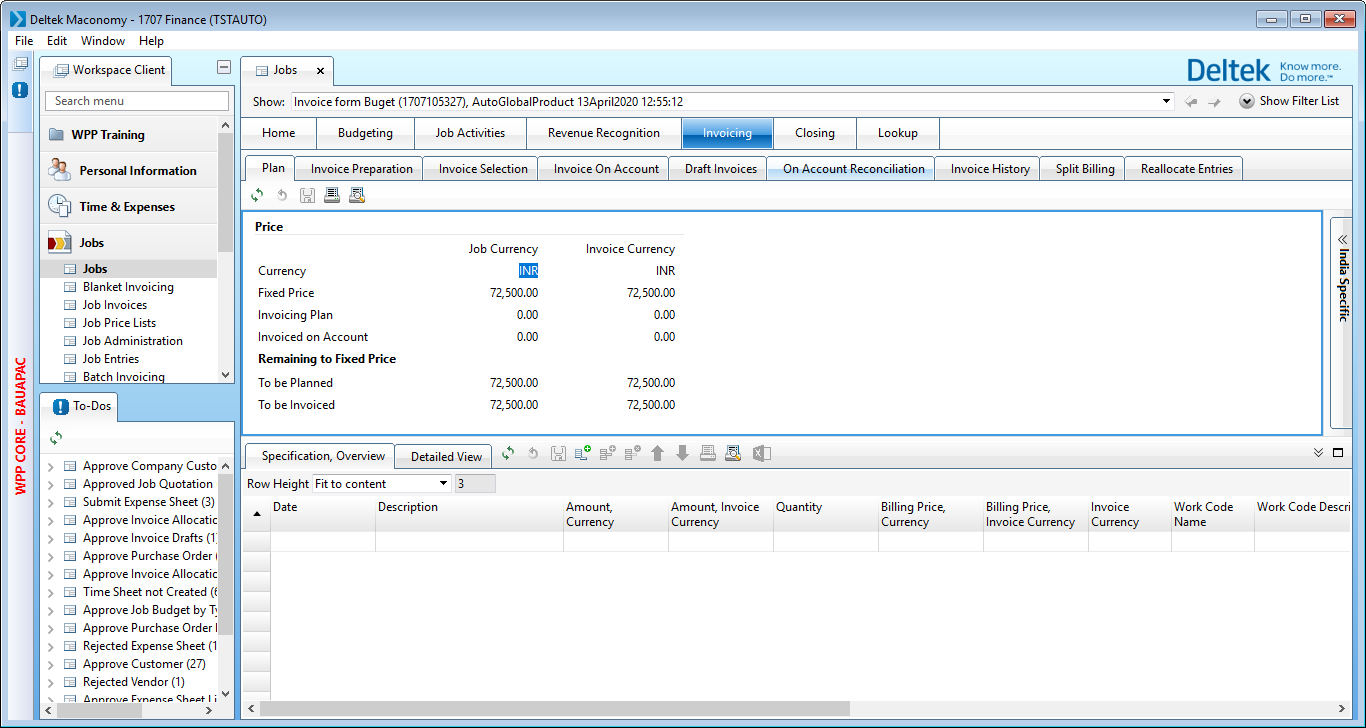 Deltek Maconomy - 1707 Finance (TSTAUTO)
File Edit Window Help
WPP CORE - BAUAPAC
Workspace Client
Search menu
WPP Training
Personal Information
Time & Expenses
Jobs
Jobs
Blanket Invoicing
Job Invoices
Job Price Lists
Job Administration
Job Entries
Batch Invoicing
To-Dos
Approve Company Custo
Approved Job Quotation
Submit Expense Sheet (3)
Approve Invoice Allocatic
Approve Invoice Drafts (1
Approve Purchase Order (
Approve Invoice Allocatic
Time Sheet not Created (6
Approve Job Budget by Ty
Approve Purchase Order
Rejected Expense Sheet (1
Approve Customer (27)
Rejected Vendor (1)
Approve Expense Sheet Li
Jobs
Deltek Know more.
Do more.™
Show: Invoice form Buget (1707105327), AutoGlobalProduct 13April2020 12:55:12 Show Filter List
Home Budgeting Job Activities Revenue Recognition Invoicing Closing Lookup
Plan Invoice Preparation Invoice Selection Invoice On Account Draft Invoices On Account Reconciliation Invoice History Split Billing Reallocate Entries
Price
Job Currency Invoice Currency
Currency INR INR
Fixed Price 72,500.00 72,500.00
Invoicing Plan 0.00 0.00
Invoiced on Account 0.00 0.00
Remaining to Fixed Price
To be Planned 72,500.00 72,500.00
To be Invoiced 72,500.00 72,500.00
India Specific
Specification, Overview Detailed View
Row Height Fit to content 3
Date Description Amount, Currency Amount, Invoice Currency Quantity Billing Price, Currency Billing Price, Invoice Currency Invoice Currency Work Code Name Work Code Descri